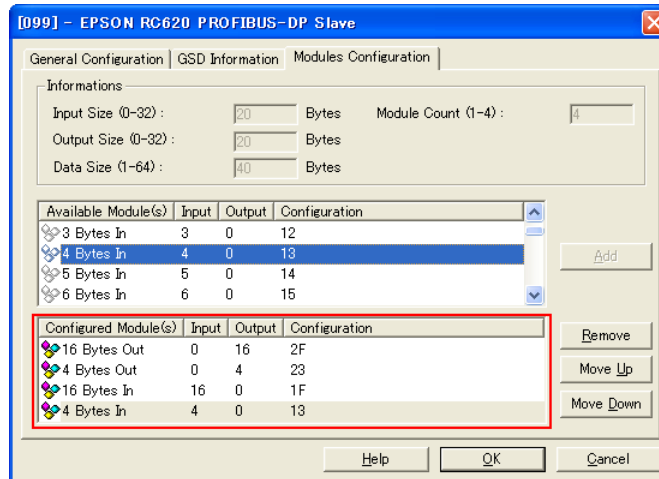 [099] - EPSON RC620 PROFIBUS-DP Slave
General Configuration GSD Information Modules Configuration
Informations
Input Size (0-32) : 20 Bytes Module Count (1-4) : 4
Output Size (0-32) : 20 Bytes
Data Size (1-64) : 40 Bytes
Available Module(s) Input Output Configuration
3 Bytes In 3 0 12
4 Bytes In 4 0 13
5 Bytes In 5 0 14
6 Bytes In 6 0 15
Add
Configured Module(s) Input Output Configuration
16 Bytes Out 0 16 2F
4 Bytes Out 0 4 23
16 Bytes In 16 0 1F
4 Bytes In 4 0 13
Remove
Move Up
Move Down
Help OK Cancel